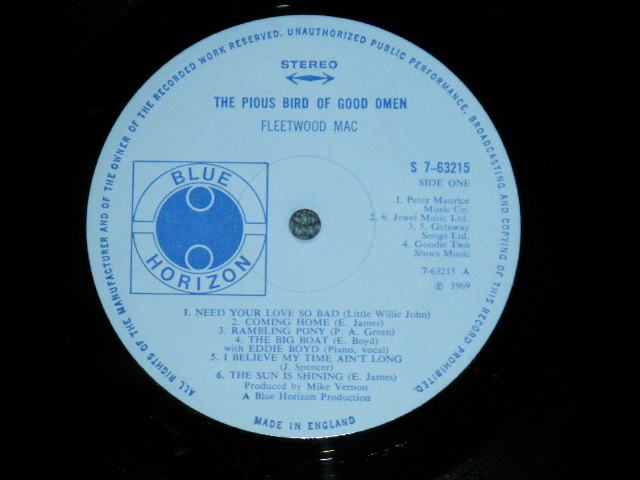 ALL RIGHTS OF THE MANUFACTURER AND OF THE OWNER OF THE RECORDED WORK RESERVED. UNAUTHORIZED PUBLIC PERFORMANCE, BROADCASTING AND COPYING OF THIS RECORD PROHIBITED.
STEREO
THE PIOUS BIRD OF GOOD OMEN
FLEETWOOD MAC
BLUE
HORIZON
S 7-63215
SIDE ONE
1. Peter Maurice
Music Co.
2. 6. Jewel Music Ltd.
3, 5. Getaway
Songs Ltd.
4. Goodie Two
Shoes Music
7-63215 A
℗ 1969
1. NEED YOUR LOVE SO BAD (Little Willie John)
2. COMING HOME (E. James)
3. RAMBLING PONY (P. A. Green)
4. THE BIG BOAT (E. Boyd)
with EDDIE BOYD (Piano, vocal)
5. I BELIEVE MY TIME AIN'T LONG
(J. Spencer)
6. THE SUN IS SHINING (E. James)
Produced by Mike Vernon
A Blue Horizon Production
MADE IN ENGLAND